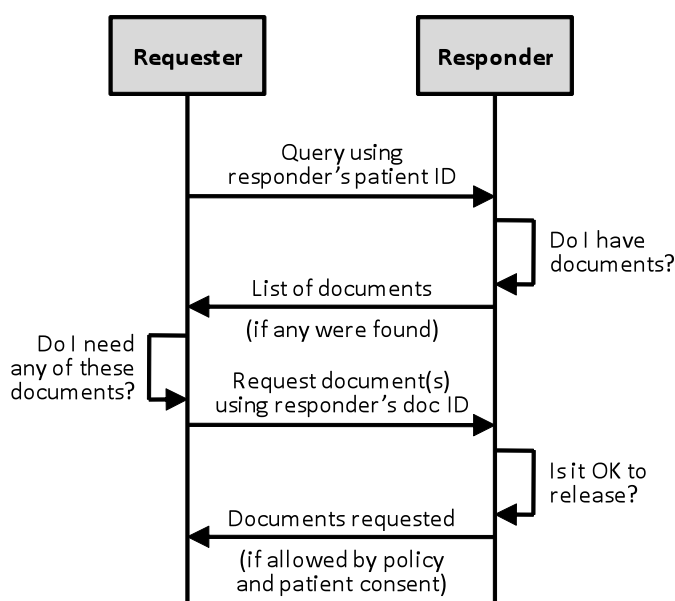 Requester
Responder
Query using
responder's patient ID
Do I have
documents?
List of documents
(if any were found)
Do I need
any of these
documents?
Request document(s)
using responder's doc ID
Is it OK to
release?
Documents requested
(if allowed by policy
and patient consent)